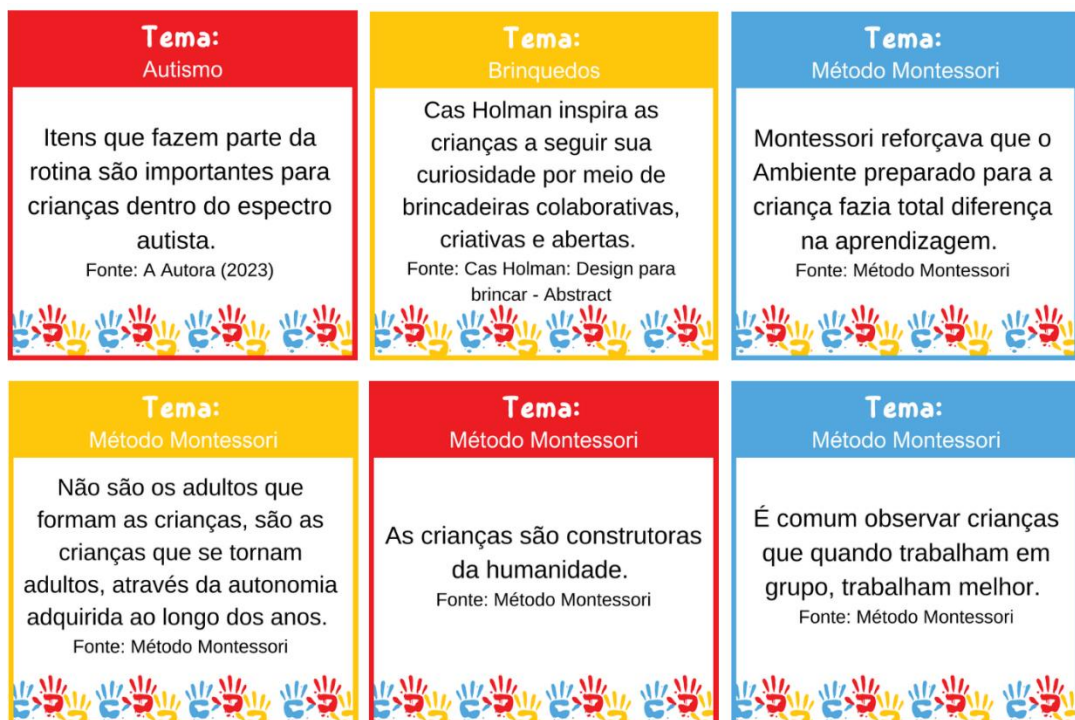 Tema:
Autismo
Itens que fazem parte da
rotina são importantes para
crianças dentro do espectro
autista.
Fonte: A Autora (2023)
Tema:
Brinquedos
Cas Holman inspira as
crianças a seguir sua
curiosidade por meio de
brincadeiras colaborativas,
criativas e abertas.
Fonte: Cas Holman: Design para
brincar - Abstract
Tema:
Método Montessori
Montessori reforçava que o
Ambiente preparado para a
criança fazia total diferença
na aprendizagem.
Fonte: Método Montessori
Tema:
Método Montessori
Não são os adultos que
formam as crianças, são as
crianças que se tornam
adultos, através da autonomia
adquirida ao longo dos anos.
Fonte: Método Montessori
Tema:
Método Montessori
As crianças são construtoras
da humanidade.
Fonte: Método Montessori
Tema:
Método Montessori
É comum observar crianças
que quando trabalham em
grupo, trabalham melhor.
Fonte: Método Montessori